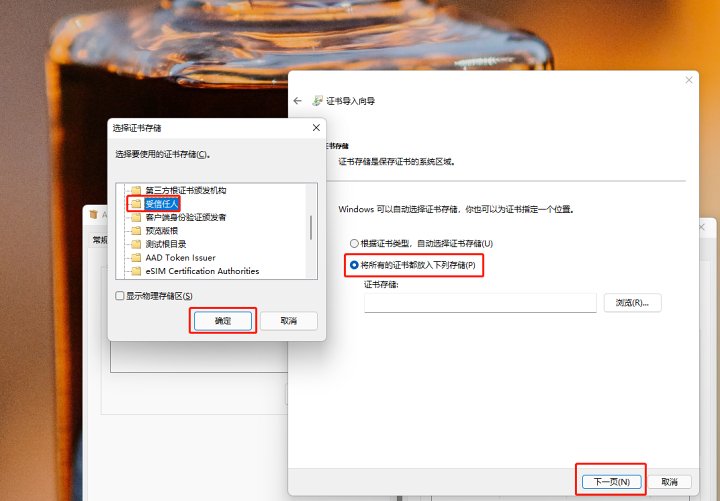 证书导入向导
证书存储
证书存储是保存证书的系统区域。
Windows 可以自动选择证书存储，你也可以为证书指定一个位置。
根据证书类型，自动选择证书存储(U)
将所有的证书都放入下列存储(P)
证书存储:
浏览(R)...
下一页(N)
取消
选择证书存储
选择要使用的证书存储(C)。
第三方根证书颁发机构
受信任人
客户端身份验证颁发者
预览版根
测试根目录
AAD Token Issuer
eSIM Certification Authorities
显示物理存储区(S)
确定
取消
常规